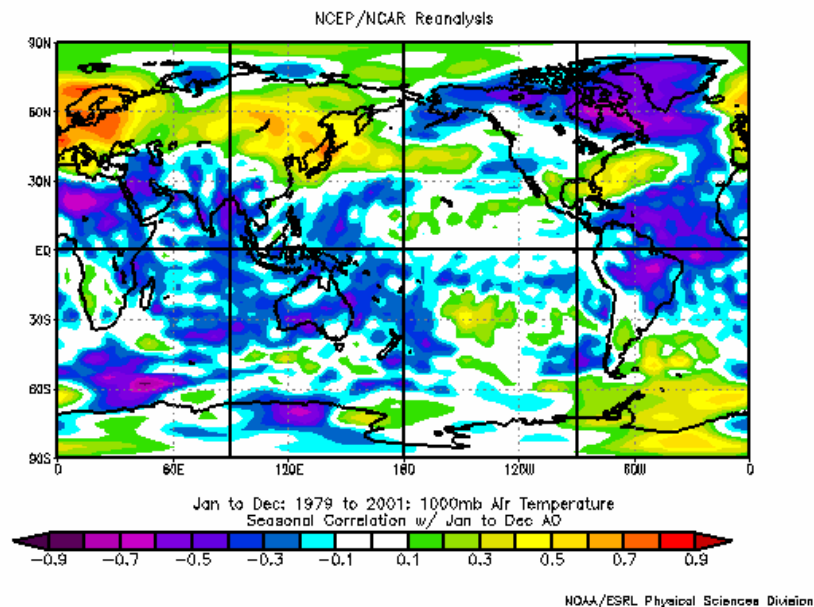 NCEP/NCAR Reanalysis
90N
60N
30N
EQ
30S
60S
90S
0 60E 120E 180 120W 60W 0
Jan to Dec: 1979 to 2001: 1000mb Air Temperature
Seasonal Correlation w/ Jan to Dec AO
-0.9 -0.7 -0.5 -0.3 -0.1 0.1 0.3 0.5 0.7 0.9
NOAA/ESRL Physical Sciences Division